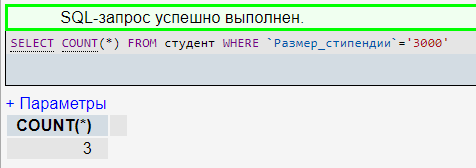 SQL-запрос успешно выполнен.
SELECT COUNT(*) FROM студент WHERE `Размер_стипендии`='3000'
+ Параметры
COUNT(*)
3